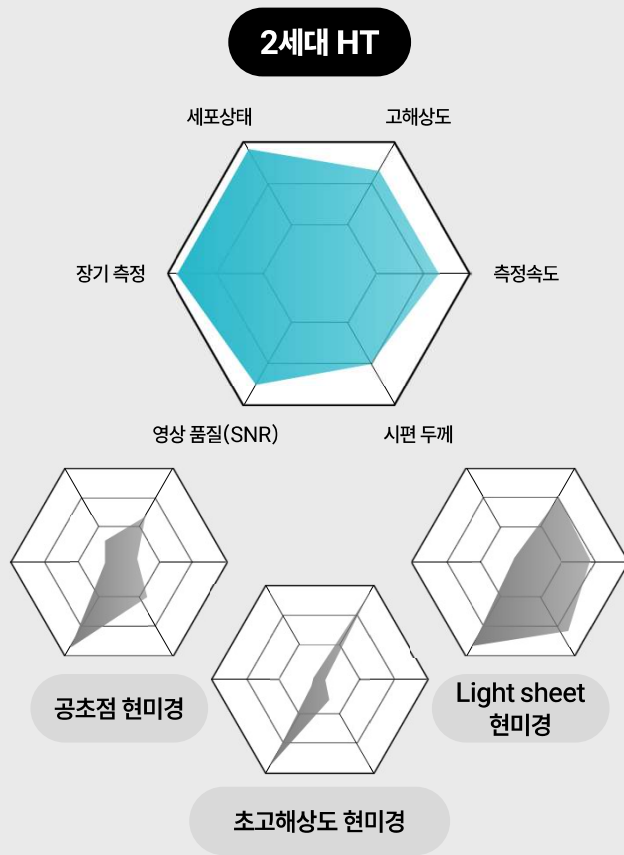 2세대 HT
세포상태
고해상도
장기 측정
측정속도
영상 품질(SNR)
시편 두께
공초점 현미경
Light sheet
현미경
초고해상도 현미경